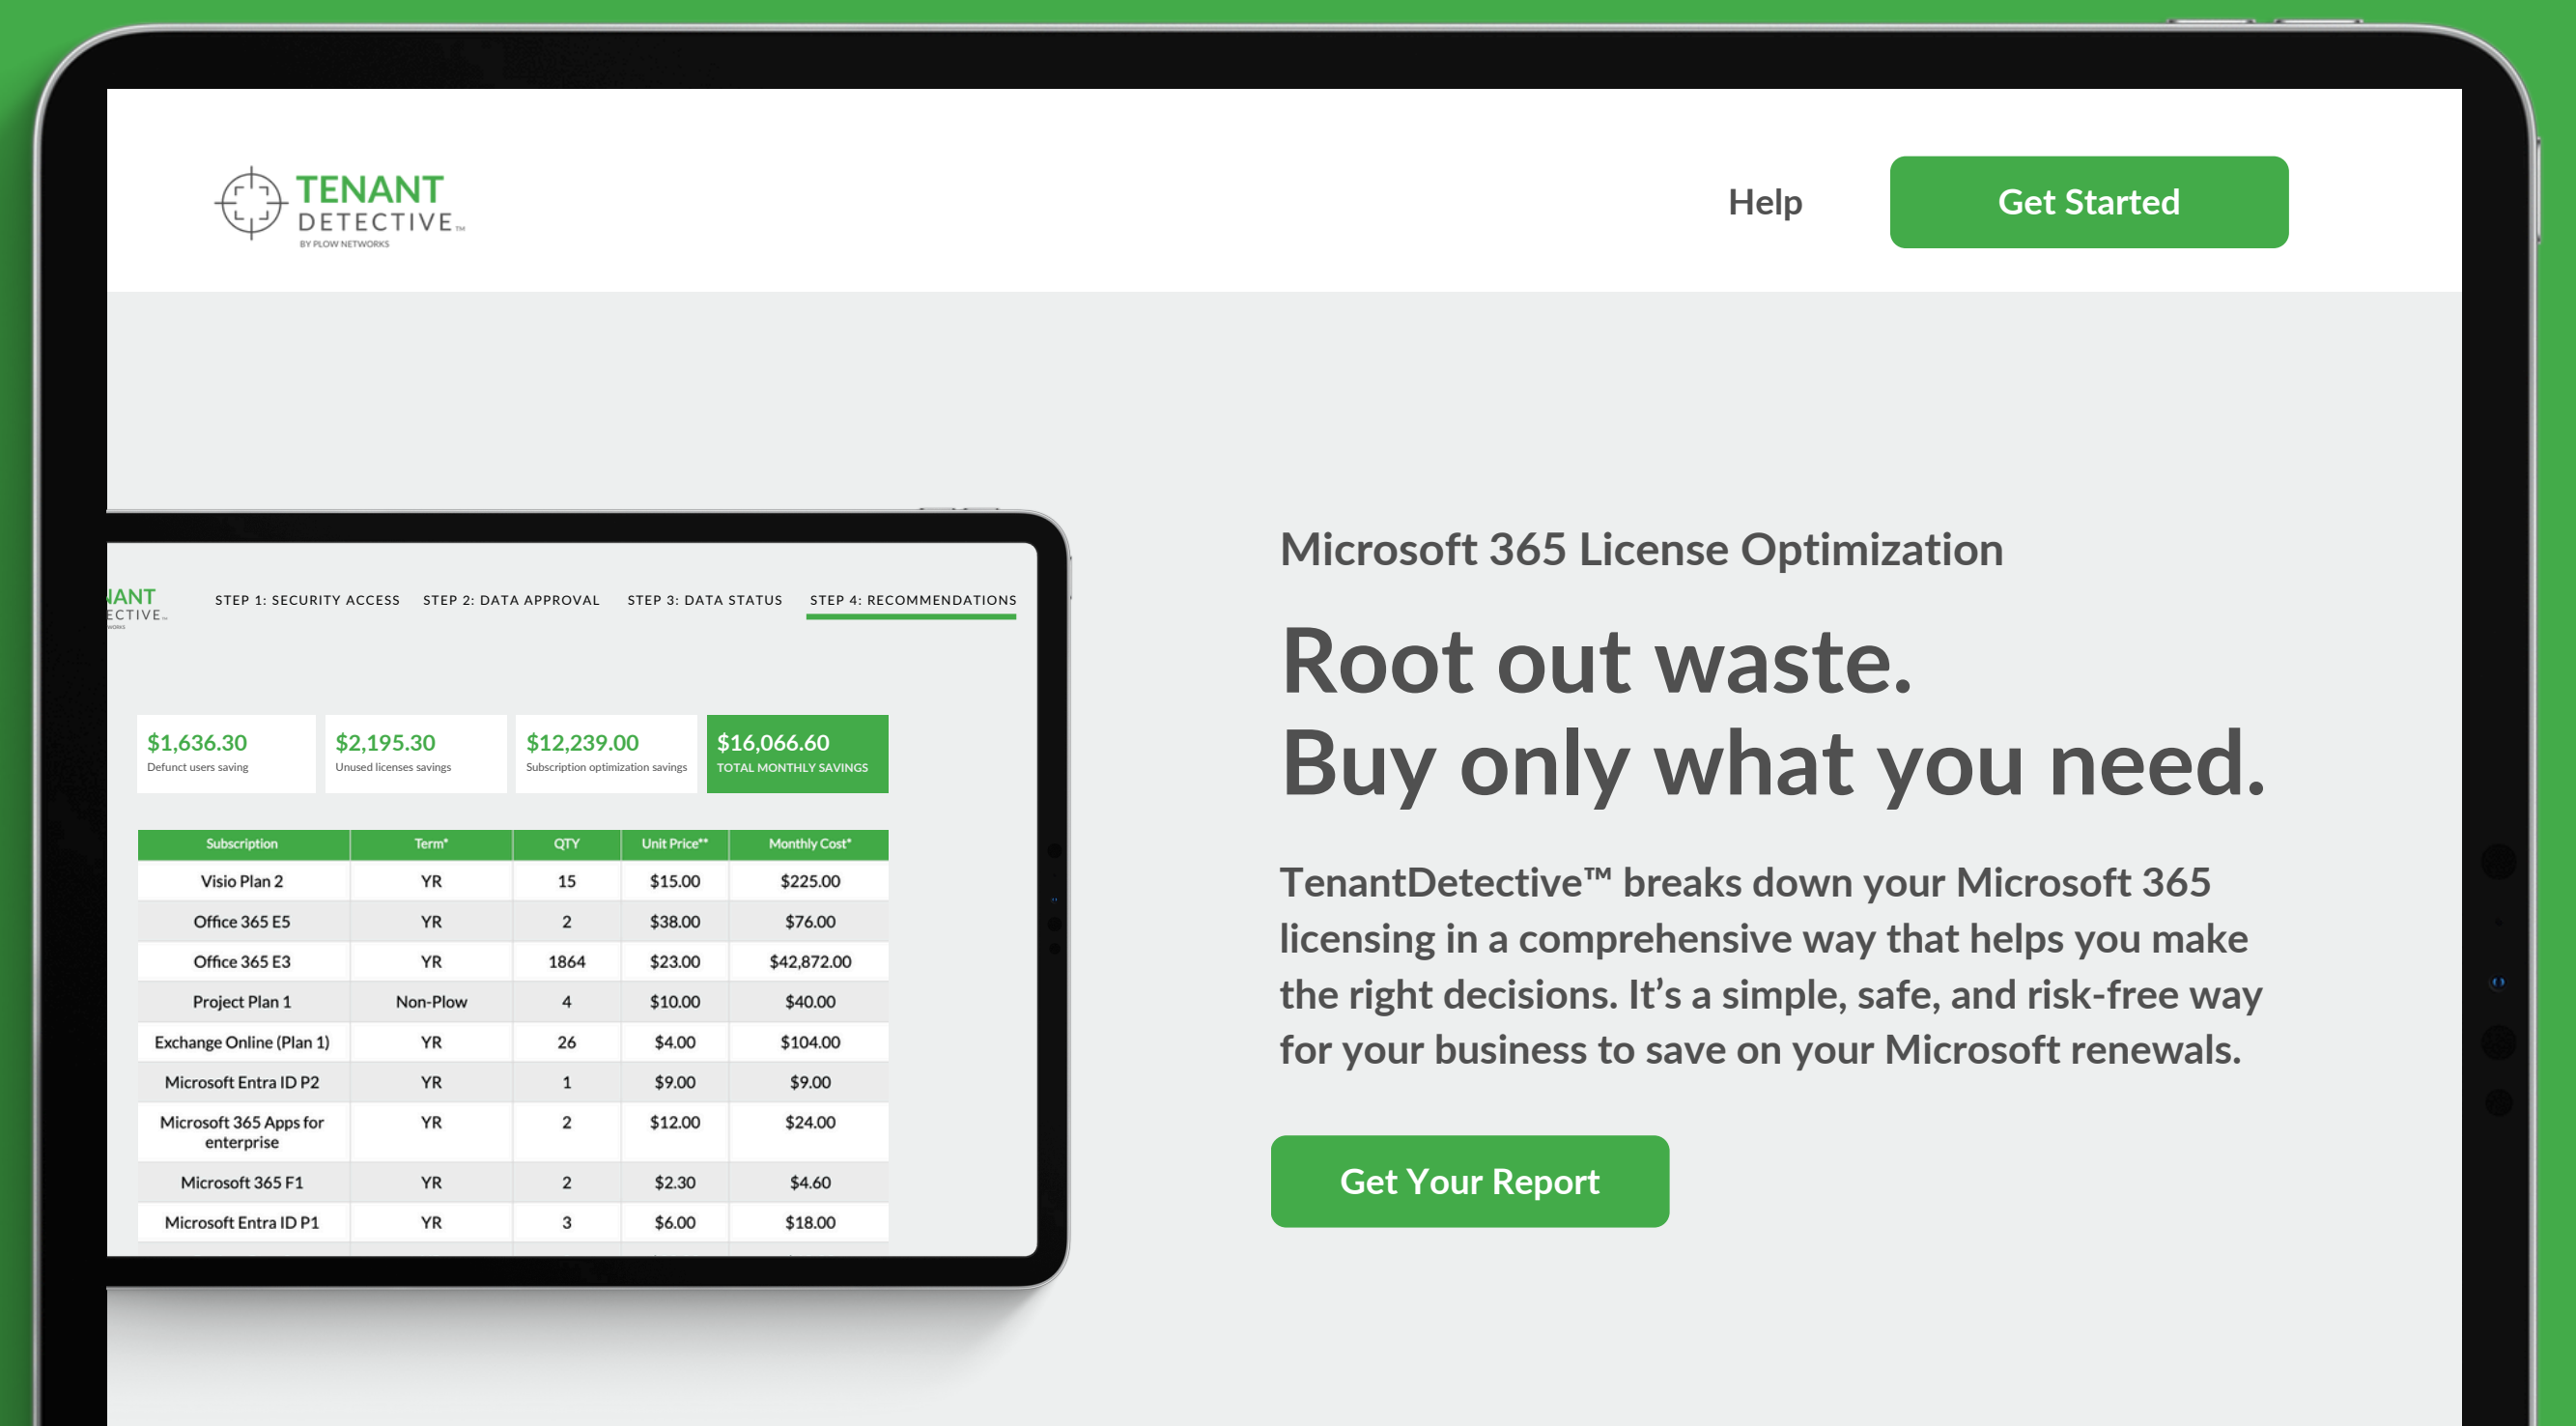 TENANT
DETECTIVE™
BY PLOW NETWORKS
Help
Get Started
NANT
ECTIVE™
WORKS
STEP 1: SECURITY ACCESS STEP 2: DATA APPROVAL STEP 3: DATA STATUS STEP 4: RECOMMENDATIONS
$1,636.30 $2,195.30 $12,239.00 $16,066.60
Defunct users saving Unused licenses savings Subscription optimization savings TOTAL MONTHLY SAVINGS
Subscription Term* QTY Unit Price** Monthly Cost*
Visio Plan 2 YR 15 $15.00 $225.00
Office 365 E5 YR 2 $38.00 $76.00
Office 365 E3 YR 1864 $23.00 $42,872.00
Project Plan 1 Non-Plow 4 $10.00 $40.00
Exchange Online (Plan 1) YR 26 $4.00 $104.00
Microsoft Entra ID P2 YR 1 $9.00 $9.00
Microsoft 365 Apps for YR 2 $12.00 $24.00
enterprise
Microsoft 365 F1 YR 2 $2.30 $4.60
Microsoft Entra ID P1 YR 3 $6.00 $18.00
Microsoft 365 License Optimization
Root out waste.
Buy only what you need.
TenantDetective™ breaks down your Microsoft 365
licensing in a comprehensive way that helps you make
the right decisions. It’s a simple, safe, and risk-free way
for your business to save on your Microsoft renewals.
Get Your Report